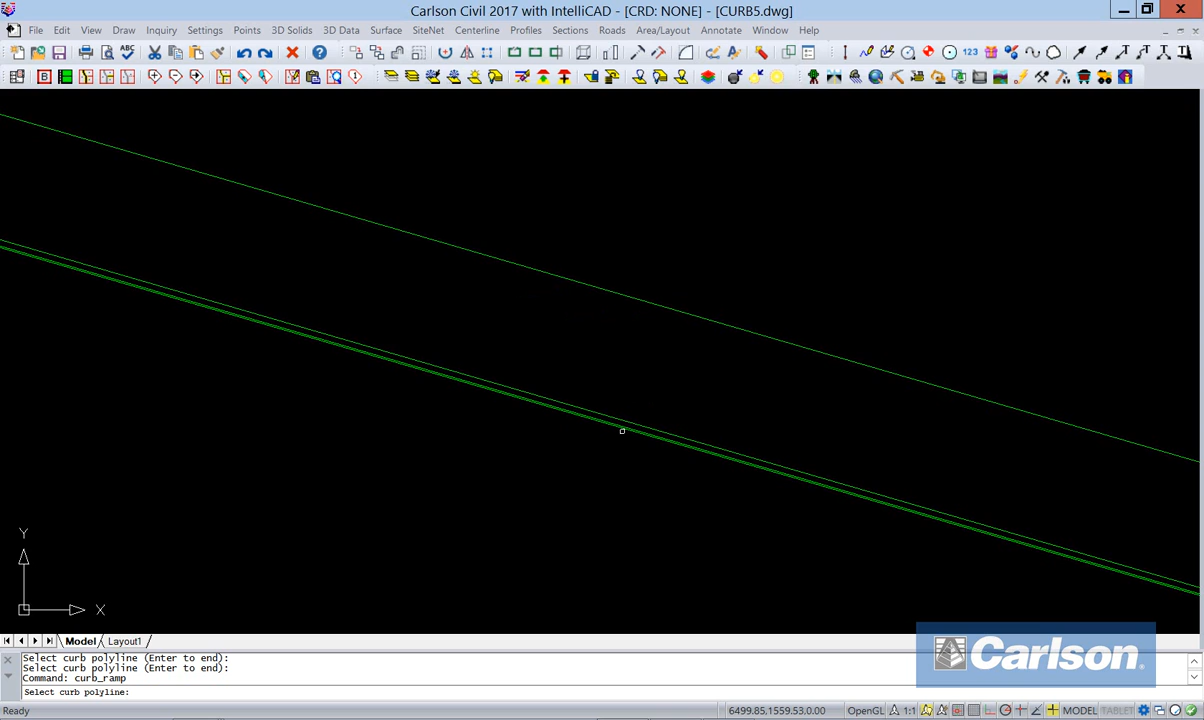 Carlson Civil 2017 with IntelliCAD - [CRD: NONE] - [CURB5.dwg]
File Edit View Draw Inquiry Settings Points 3D Solids 3D Data Surface SiteNet Centerline Profiles Sections Roads Area/Layout Annotate Window Help
ABC
123
Y
X
Model Layout1
Select curb polyline (Enter to end):
Select curb polyline (Enter to end):
Command: curb_ramp
Select curb polyline:
Carlson
Ready 6499.85,1559.53,0.00 OpenGL 1:1 MODEL TABLET